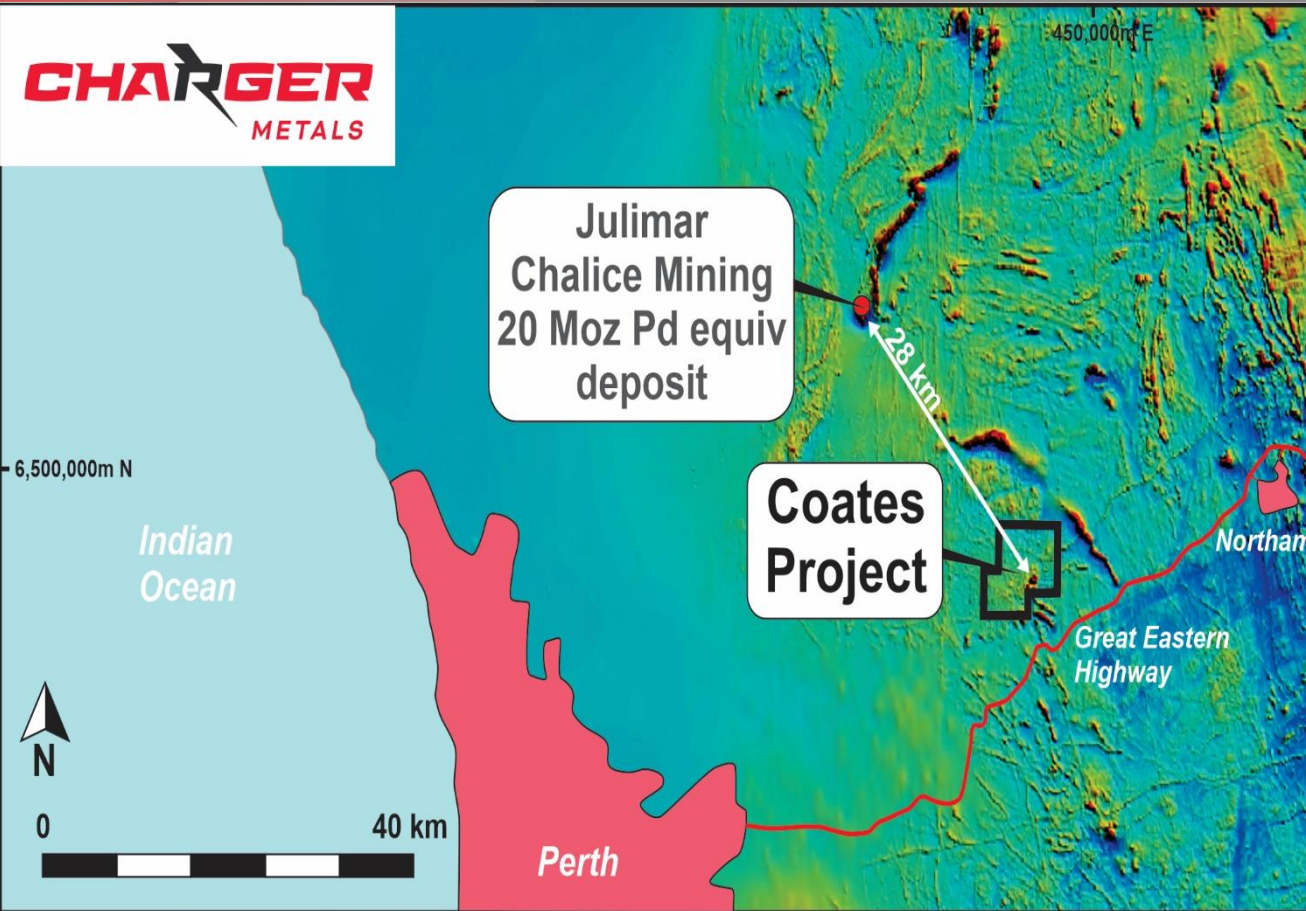 CHARGER
METALS
450,000m E
Julimar
Chalice Mining
20 Moz Pd equiv
deposit
28 km
6,500,000m N
Coates
Project
Indian
Ocean
Northam
Great Eastern
Highway
N
0 40 km
Perth